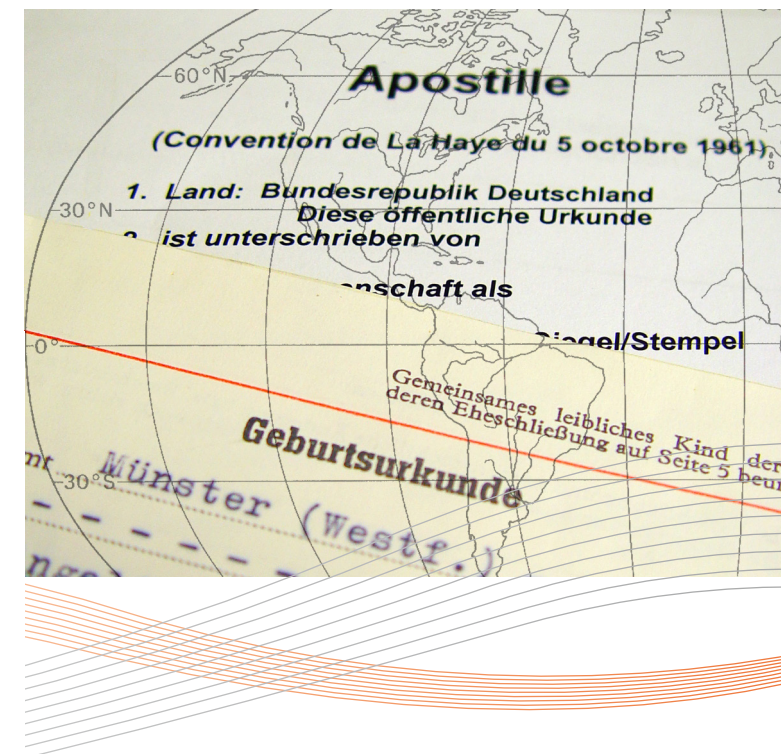 60°N
Apostille
(Convention de La Haye du 5 octobre 1961)
1. Land: Bundesrepublik Deutschland
30°N
Diese öffentliche Urkunde
ist unterschrieben von
als
0°
Siegel/Stempel
Gemeinsames leibliches Kind der
deren Eheschließung auf Seite 5
Geburtsurkunde
Münster (Westf.)
30°S